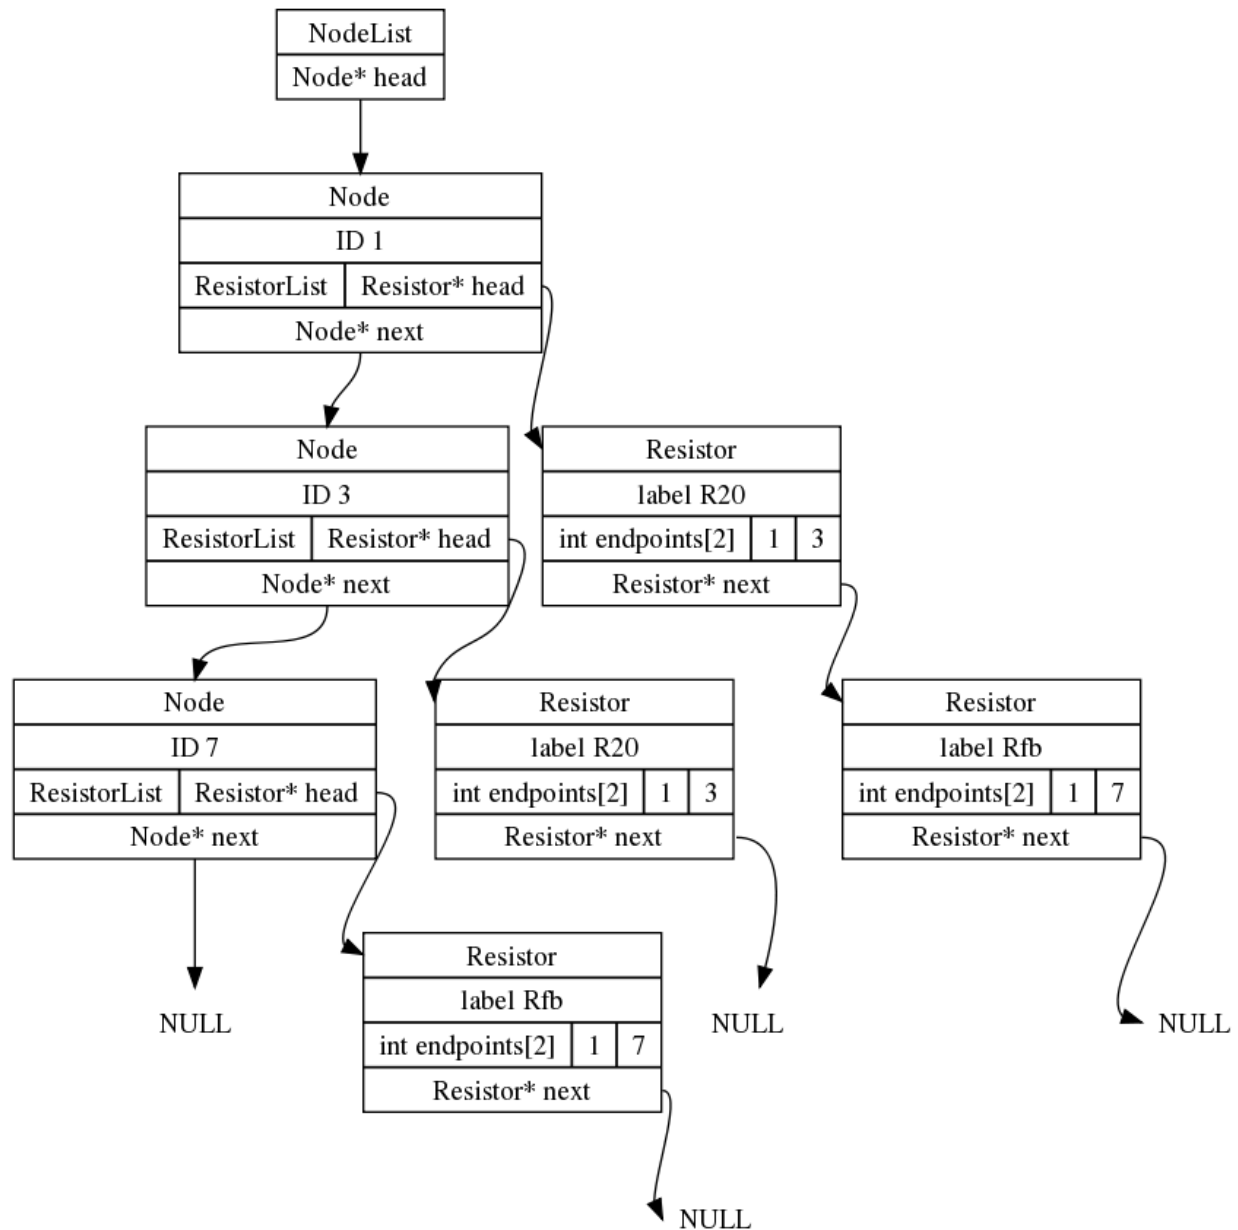 NodeList
Node* head
Node
ID 1
ResistorList Resistor* head
Node* next
Node
ID 3
ResistorList Resistor* head
Node* next
Resistor
label R20
int endpoints[2] 1 3
Resistor* next
Node
ID 7
ResistorList Resistor* head
Node* next
Resistor
label R20
int endpoints[2] 1 3
Resistor* next
Resistor
label Rfb
int endpoints[2] 1 7
Resistor* next
Resistor
label Rfb
int endpoints[2] 1 7
Resistor* next
NULL
NULL
NULL
NULL